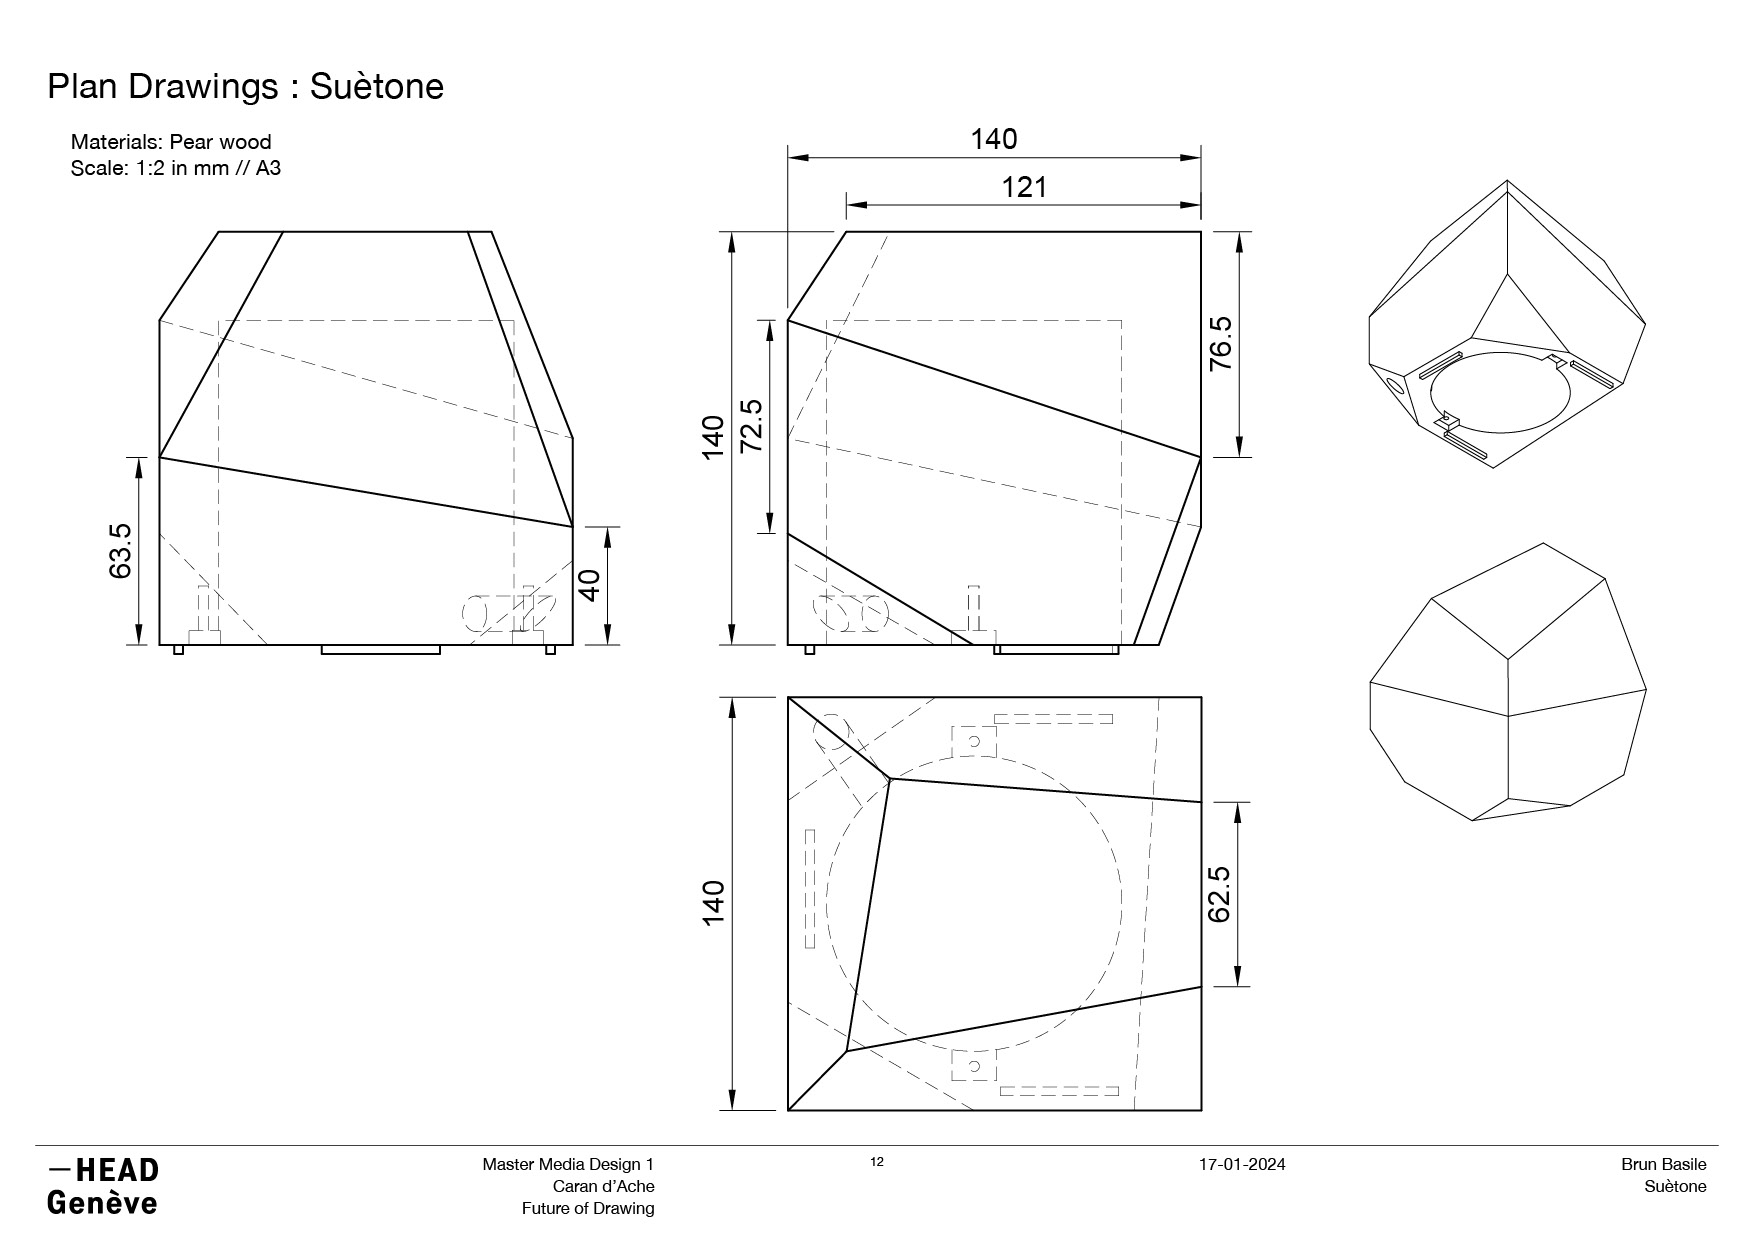 Plan Drawings : Suètone
Materials: Pear wood
Scale: 1:2 in mm // A3
140
121
76.5
140
72.5
63.5
40
140
62.5
—HEAD
Genève
Master Media Design 1
Caran d’Ache
Future of Drawing
12
17-01-2024
Brun Basile
Suètone